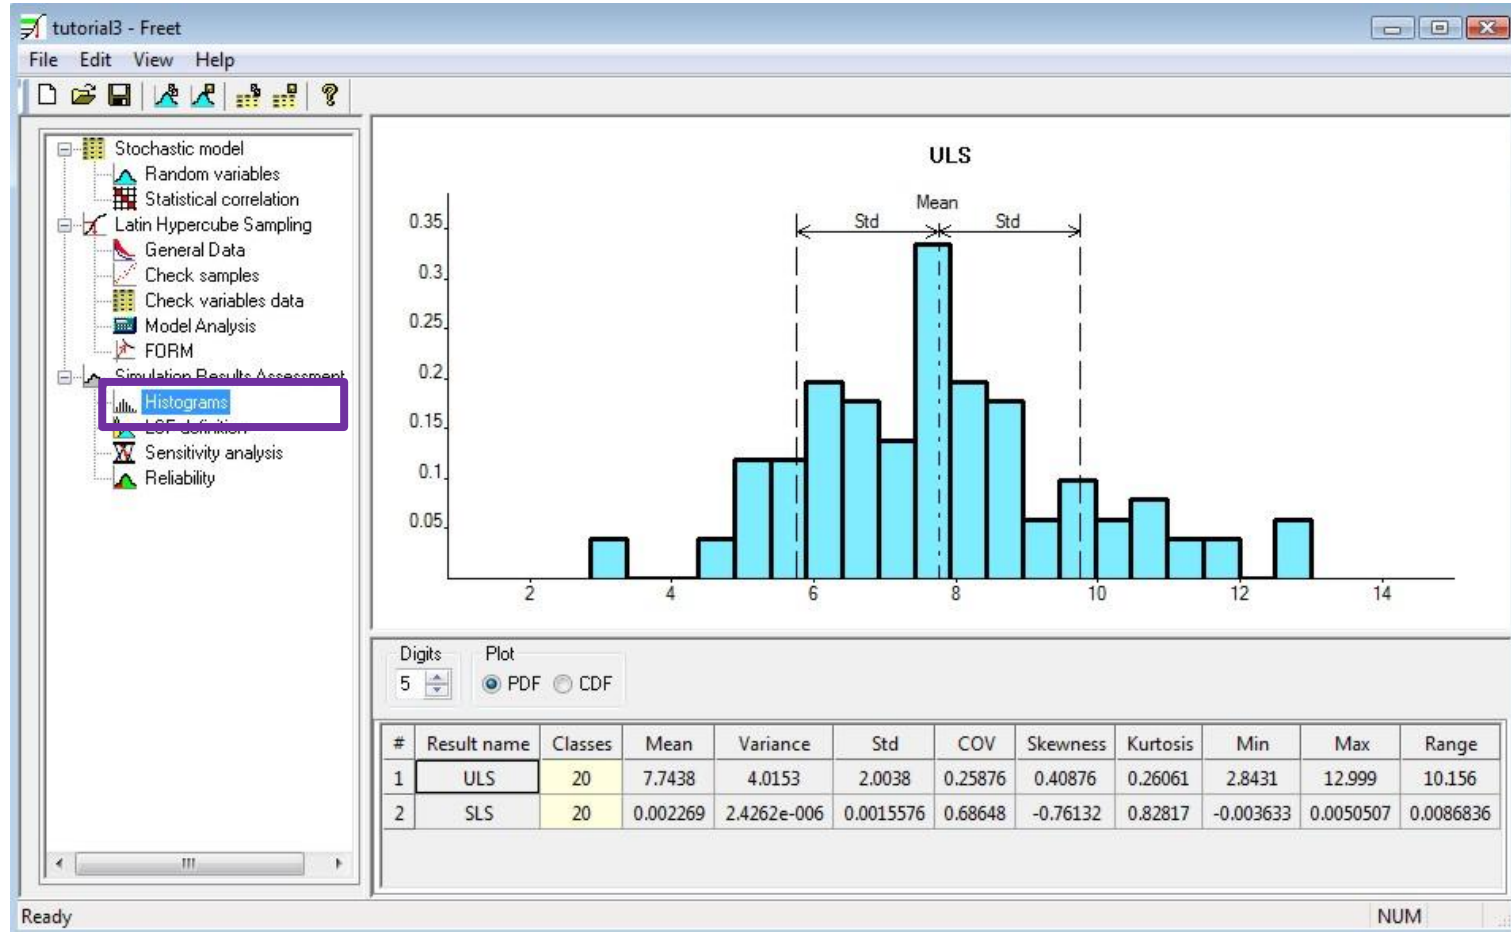 tutorial3 - Freet
File Edit View Help
Stochastic model
Random variables
Statistical correlation
Latin Hypercube Sampling
General Data
Check samples
Check variables data
Model Analysis
FORM
Simulation Results Assessment
Histograms
LSF definition
Sensitivity analysis
Reliability
ULS
Mean
Std Std
0.35
0.3
0.25
0.2
0.15
0.1
0.05
2 4 6 8 10 12 14
Digits Plot
5 PDF CDF
# Result name Classes Mean Variance Std COV Skewness Kurtosis Min Max Range
1 ULS 20 7.7438 4.0153 2.0038 0.25876 0.40876 0.26061 2.8431 12.999 10.156
2 SLS 20 0.002269 2.4262e-006 0.0015576 0.68648 -0.76132 0.82817 -0.003633 0.0050507 0.0086836
Ready NUM